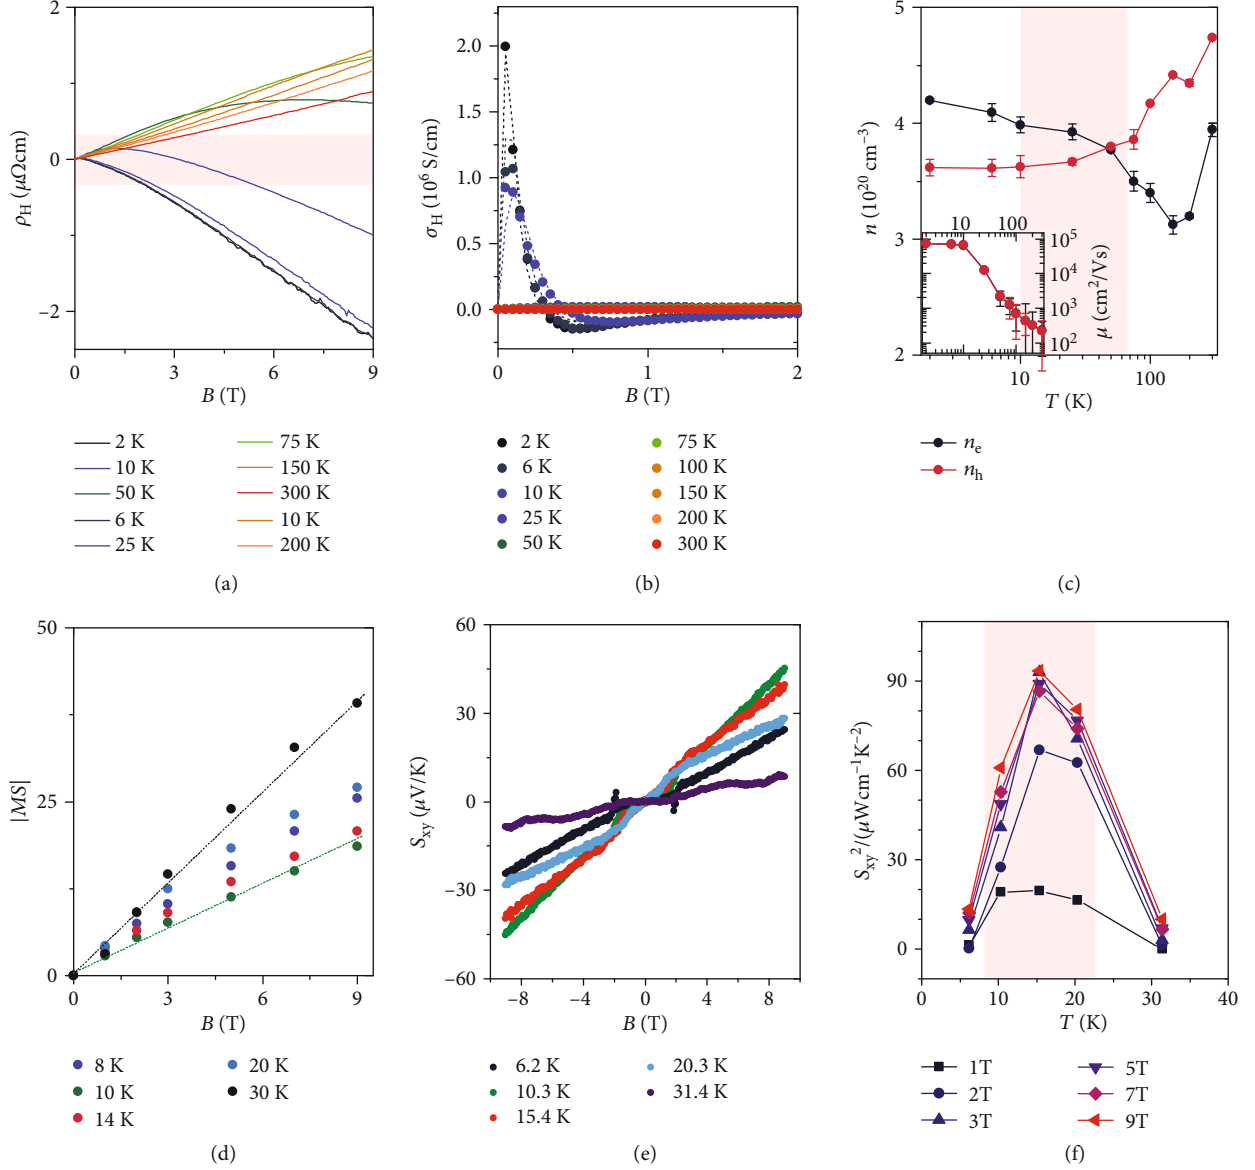 2
0
−2
ρH (μΩcm)
0
3
6
9
B (T)
2 K
10 K
50 K
6 K
25 K
75 K
150 K
300 K
10 K
200 K
(a)
2.0
1.5
1.0
0.5
0.0
σH (10^6 S/cm)
0
1
2
B (T)
2 K
6 K
10 K
25 K
50 K
75 K
100 K
150 K
200 K
300 K
(b)
5
4
3
2
n (10^20 cm^−3)
10
100
10^5
10^4
10^3
10^2
μ (cm^2/Vs)
10
100
T (K)
ne
nh
(c)
50
25
0
|MS|
0
3
6
9
B (T)
8 K
10 K
14 K
20 K
30 K
(d)
60
30
0
−30
−60
Sxy (μV/K)
−8
−4
0
4
8
B (T)
6.2 K
10.3 K
15.4 K
20.3 K
31.4 K
(e)
90
60
30
0
Sxy^2/(μWcm^−1K^−2)
0
10
20
30
40
T (K)
1T
2T
3T
5T
7T
9T
(f)